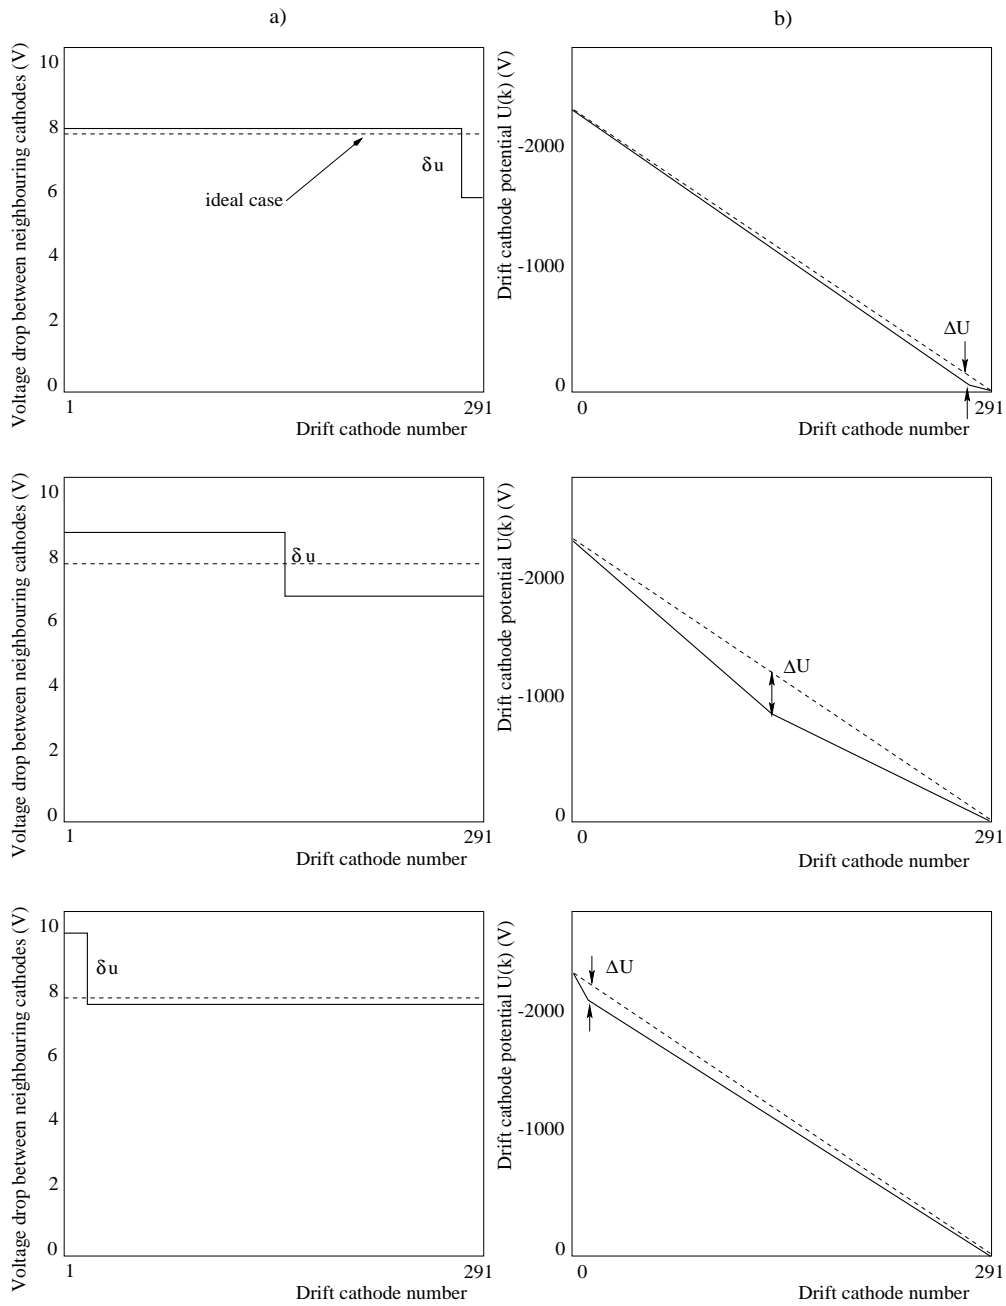 a)
b)
Voltage drop between neighbouring cathodes (V)
10
8
6
4
2
0
δu
ideal case
1
291
Drift cathode number
Drift cathode potential U(k) (V)
-2000
-1000
0
ΔU
0
291
Drift cathode number
Voltage drop between neighbouring cathodes (V)
10
8
6
4
2
0
δu
1
291
Drift cathode number
Drift cathode potential U(k) (V)
-2000
-1000
0
ΔU
0
291
Drift cathode number
Voltage drop between neighbouring cathodes (V)
10
8
6
4
2
0
δu
1
291
Drift cathode number
Drift cathode potential U(k) (V)
-2000
-1000
0
ΔU
0
291
Drift cathode number